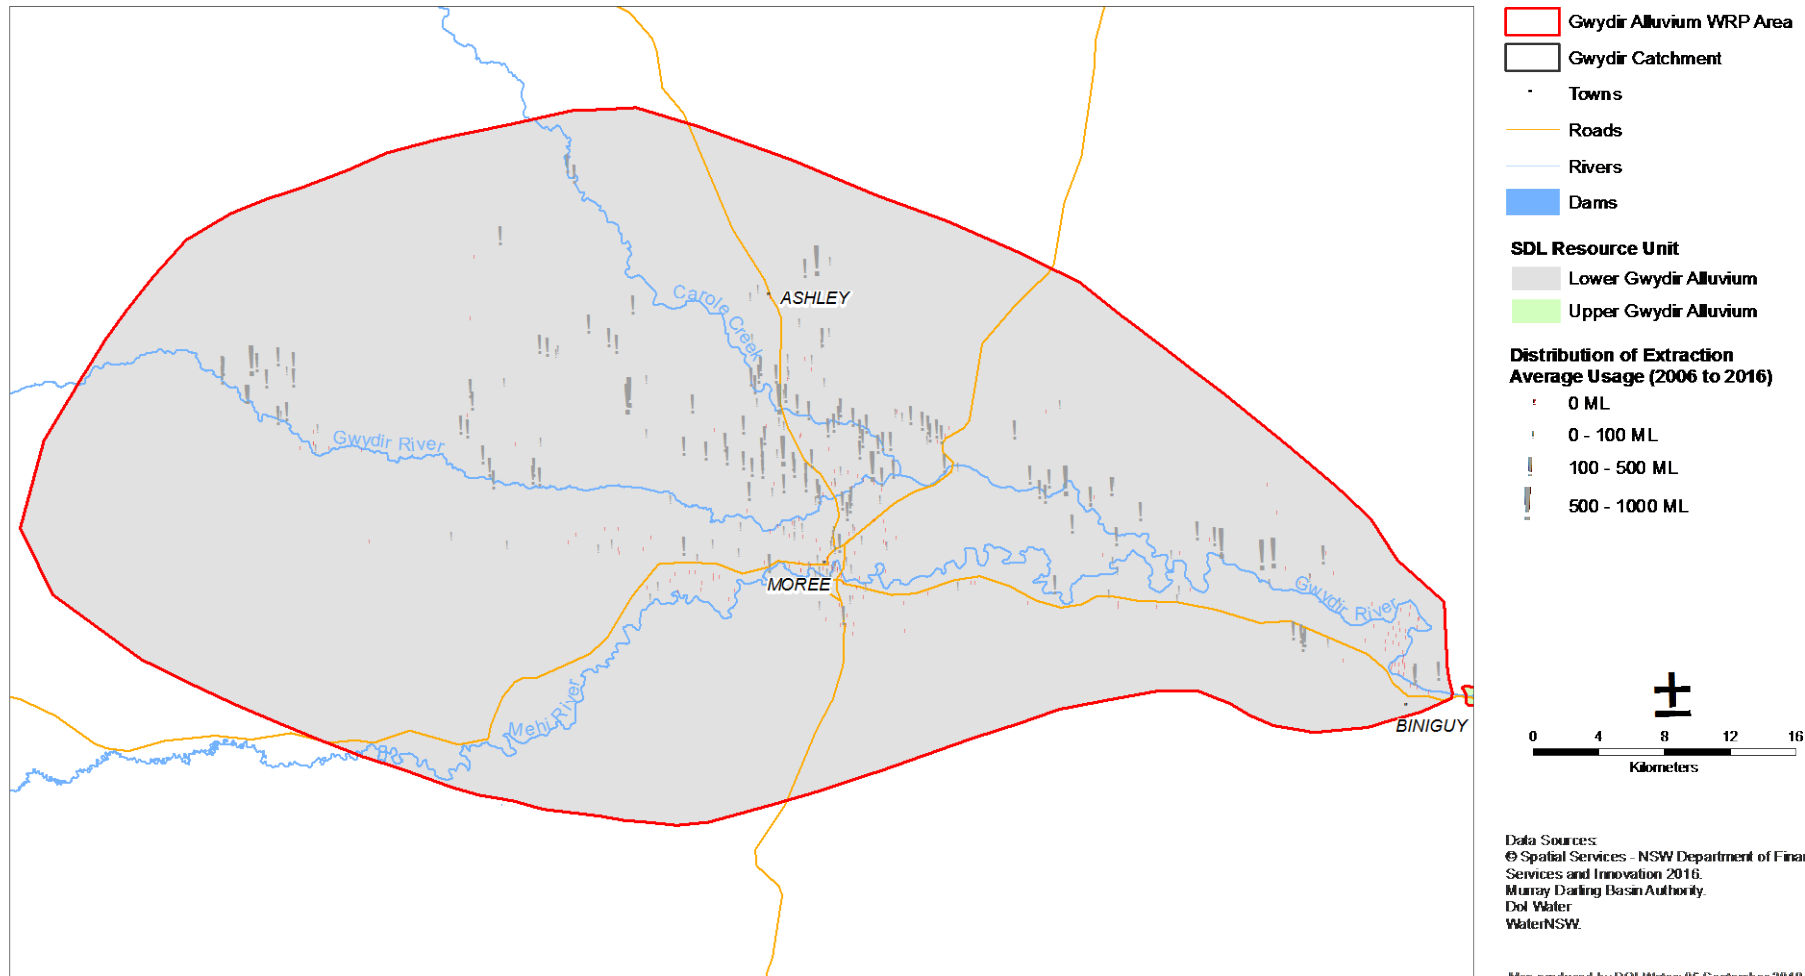 Gwydir Alluvium WRP Area
Gwydir Catchment
Towns
Roads
Rivers
Dams
SDL Resource Unit
Lower Gwydir Alluvium
Upper Gwydir Alluvium
Distribution of Extraction
Average Usage (2006 to 2016)
0 ML
0 - 100 ML
100 - 500 ML
500 - 1000 ML
ASHLEY
Carole Creek
Gwydir River
MOREE
Gwydir River
Mehi River
BINIGUY
0 4 8 12 16
Kilometers
Data Sources:
© Spatial Services - NSW Department of Finan
Services and Innovation 2016.
Murray Darling Basin Authority.
DoI Water
WaterNSW.